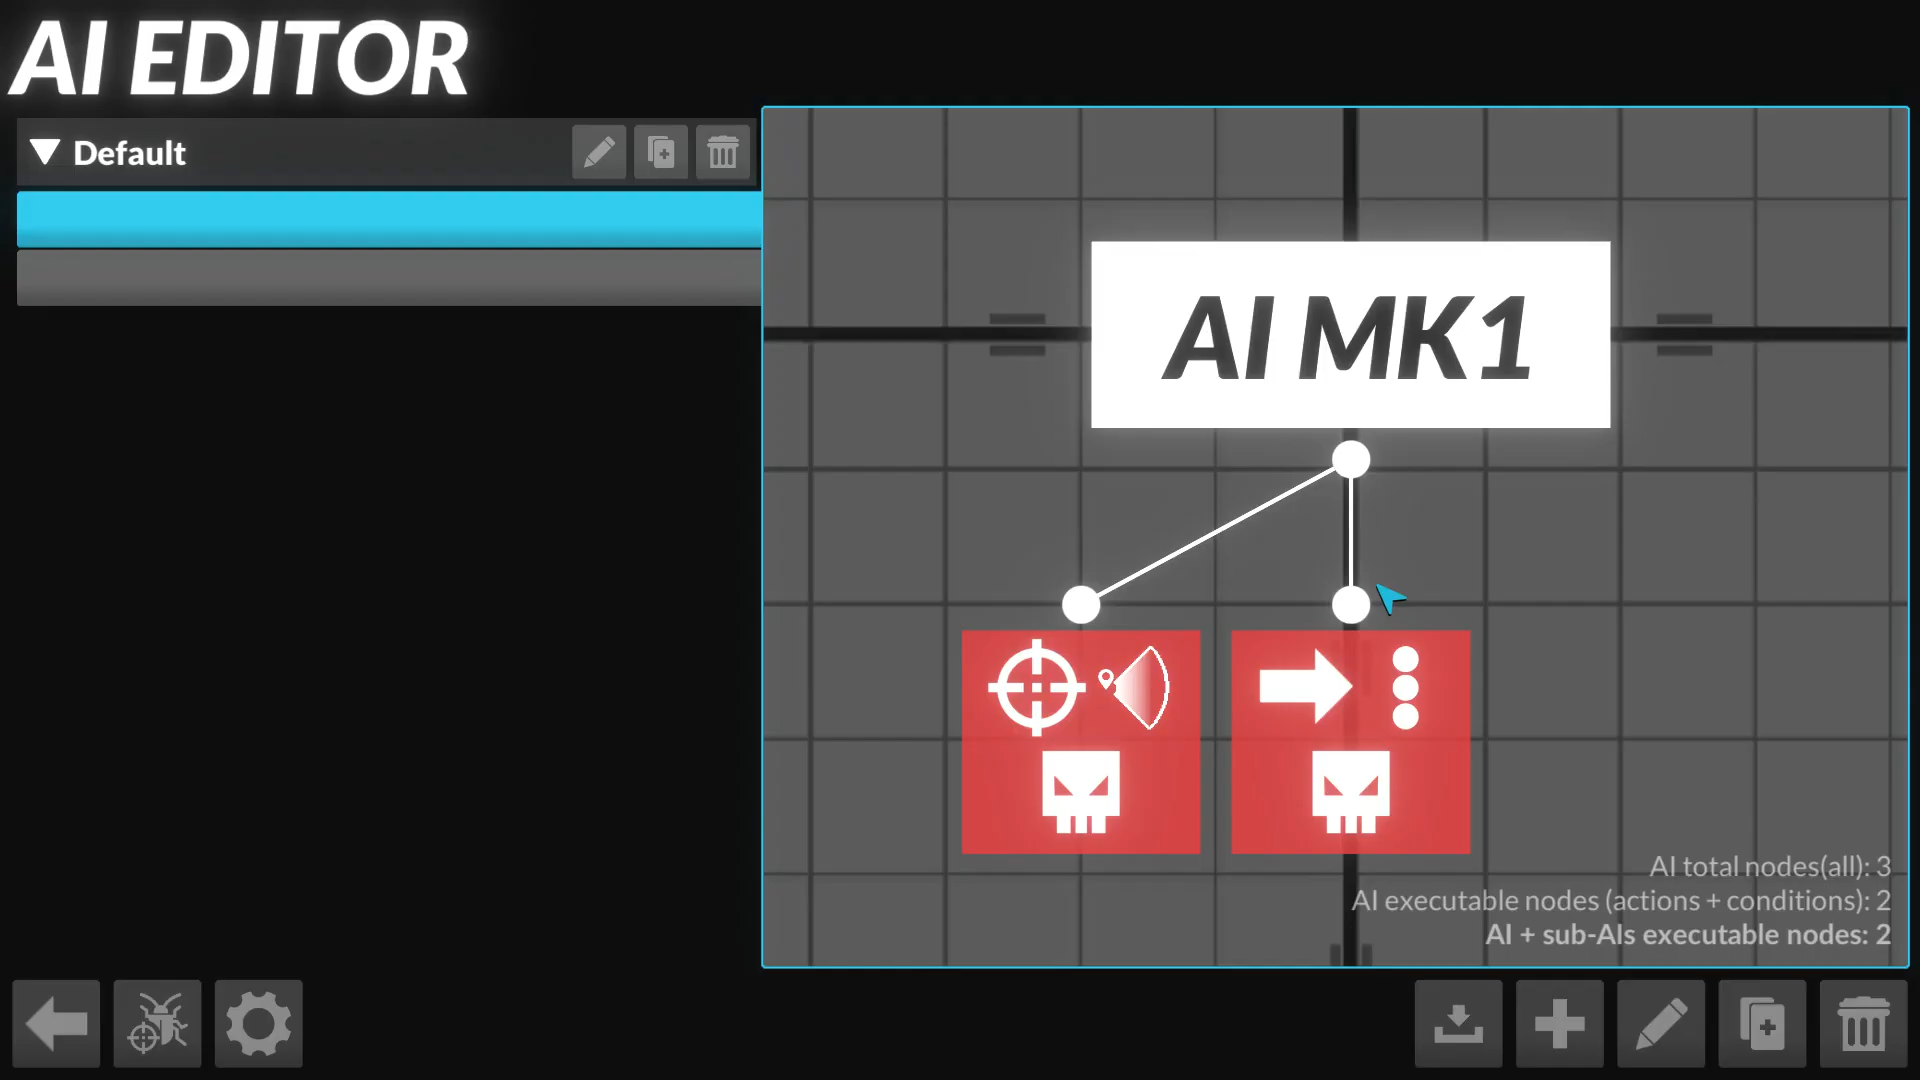 AI EDITOR
Default
AI MK1
AI total nodes(all): 3
AI executable nodes (actions + conditions): 2
AI + sub-AIs executable nodes: 2